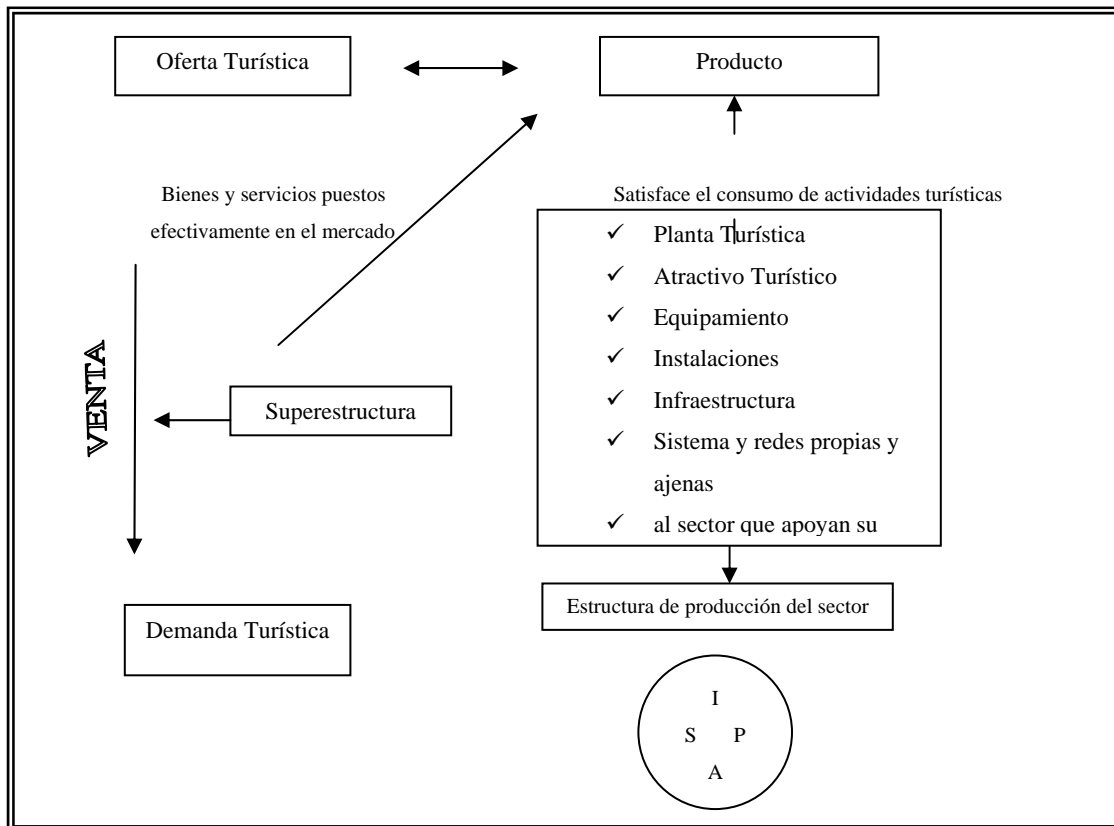 Oferta Turística
Producto
Bienes y servicios puestos
efectivamente en el mercado
Satisface el consumo de actividades turísticas
✓ Planta Turística
✓ Atractivo Turístico
✓ Equipamiento
✓ Instalaciones
✓ Infraestructura
✓ Sistema y redes propias y
ajenas
✓ al sector que apoyan su
VENTA
Superestructura
Estructura de producción del sector
Demanda Turística
I
S P
A